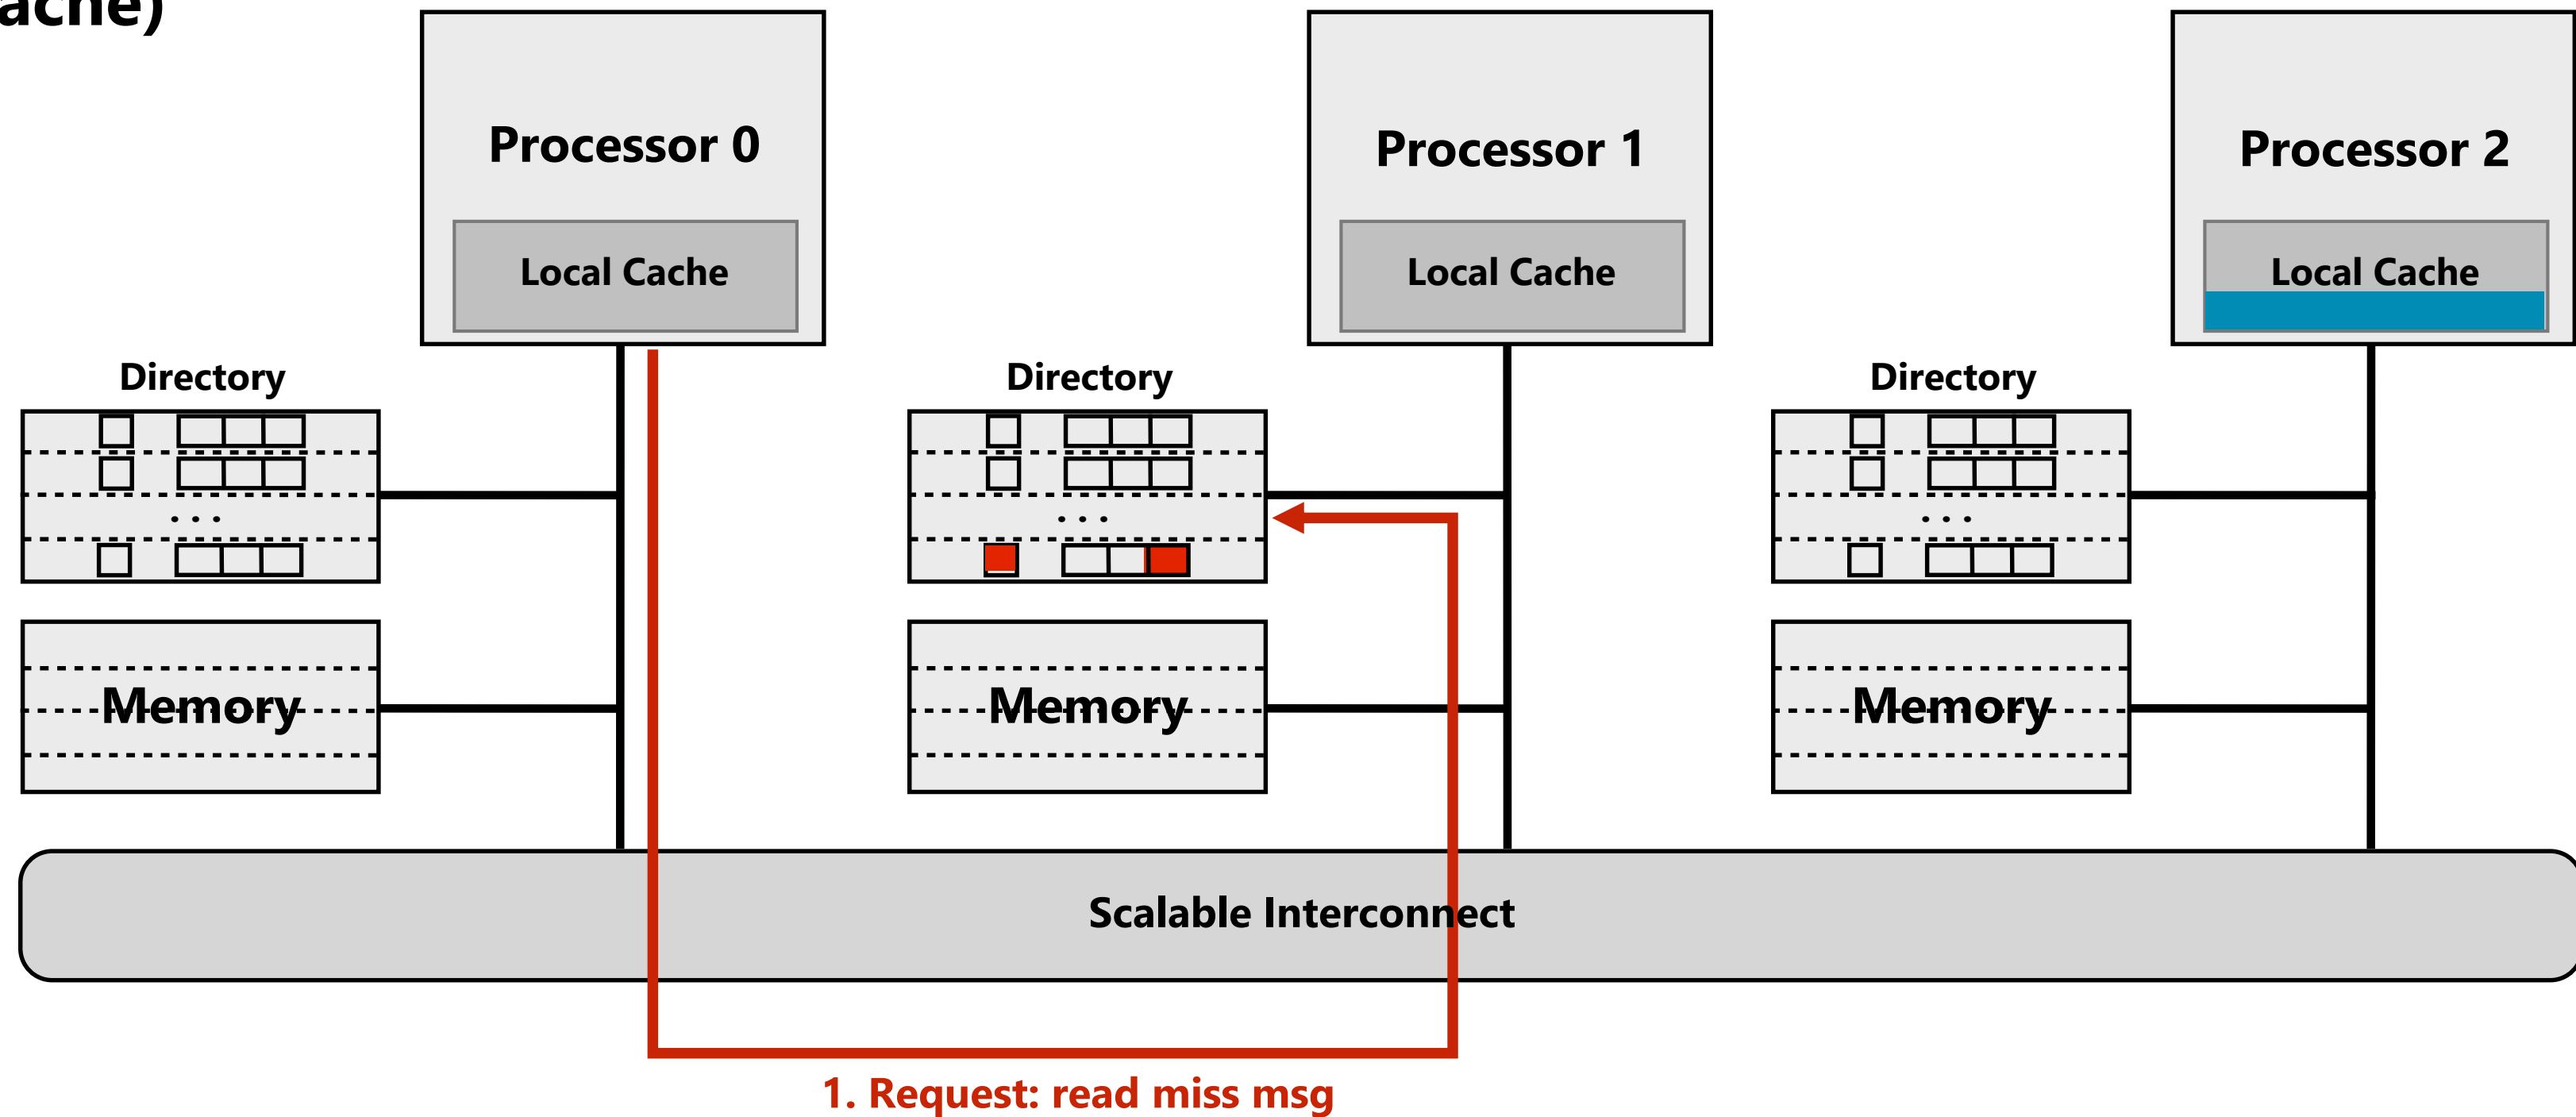 Processor 0
Processor 1
Processor 2
Local Cache
Local Cache
Local Cache
Directory
Directory
Directory
. . .
. . .
. . .
Memory
Memory
Memory
Scalable Interconnect
1. Request: read miss msg